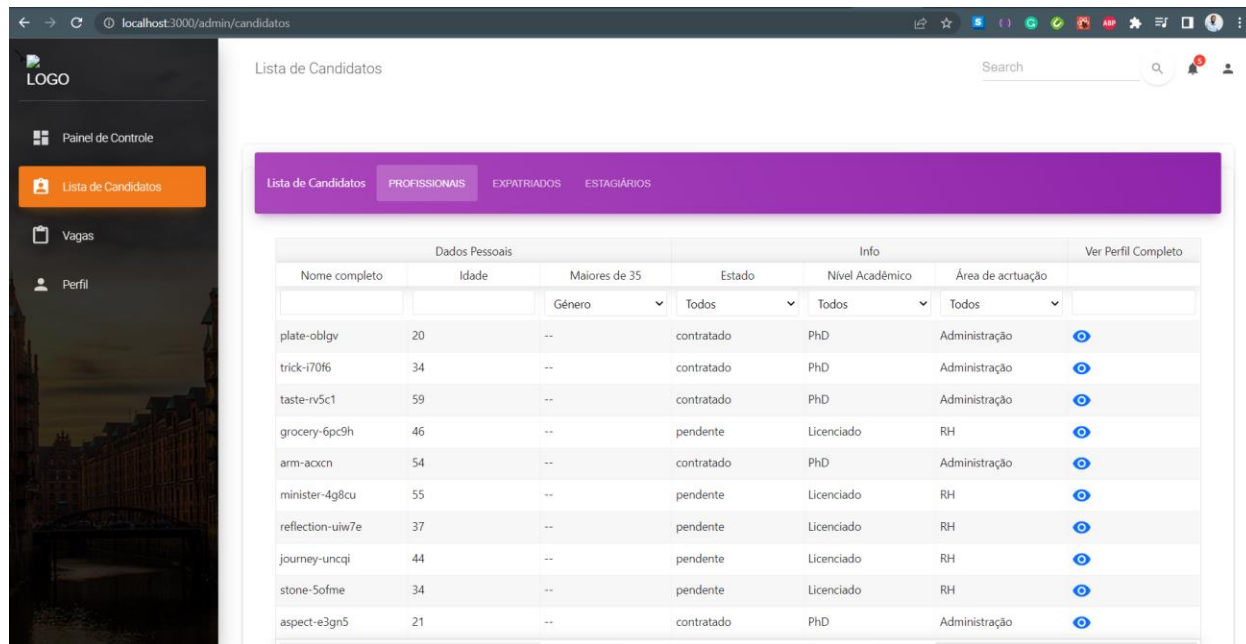 localhost:3000/admin/candidatos
ABP
LOGO
Lista de Candidatos
Search
5
Painel de Controle
Lista de Candidatos
Vagas
Perfil
Lista de Candidatos PROFISSIONAIS EXPATRIADOS ESTAGIÁRIOS
Dados Pessoais Info Ver Perfil Completo
Nome completo Idade Maiores de 35 Estado Nível Acadêmico Área de acrtuação
Género Todos Todos Todos
plate-oblgv 20 -- contratado PhD Administração
trick-i70f6 34 -- contratado PhD Administração
taste-rv5c1 59 -- contratado PhD Administração
grocery-6pc9h 46 -- pendente Licenciado RH
arm-acxcn 54 -- contratado PhD Administração
minister-4g8cu 55 -- pendente Licenciado RH
reflection-uiw7e 37 -- pendente Licenciado RH
journey-uncqi 44 -- pendente Licenciado RH
stone-5ofme 34 -- pendente Licenciado RH
aspect-e3gn5 21 -- contratado PhD Administração